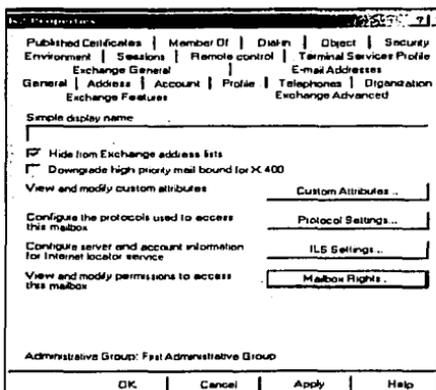 Properties ?
Published Certificates | Member Of | Dial-in | Object | Security
Environment | Sessions | Remote control | Terminal Services Profile
Exchange General | E-mail Addresses
General | Address | Account | Profile | Telephones | Organization
Exchange Features Exchange Advanced
Simple display name
Hide from Exchange address lists
Downgrade high priority mail bound for X.400
View and modify custom attributes Custom Attributes...
Configure the protocols used to access Protocol Settings...
this mailbox
Configure server and account information ILS Settings...
for Internet locator service
View and modify permissions to access Mailbox Rights...
this mailbox
Administrative Group: First Administrative Group
OK Cancel Apply Help